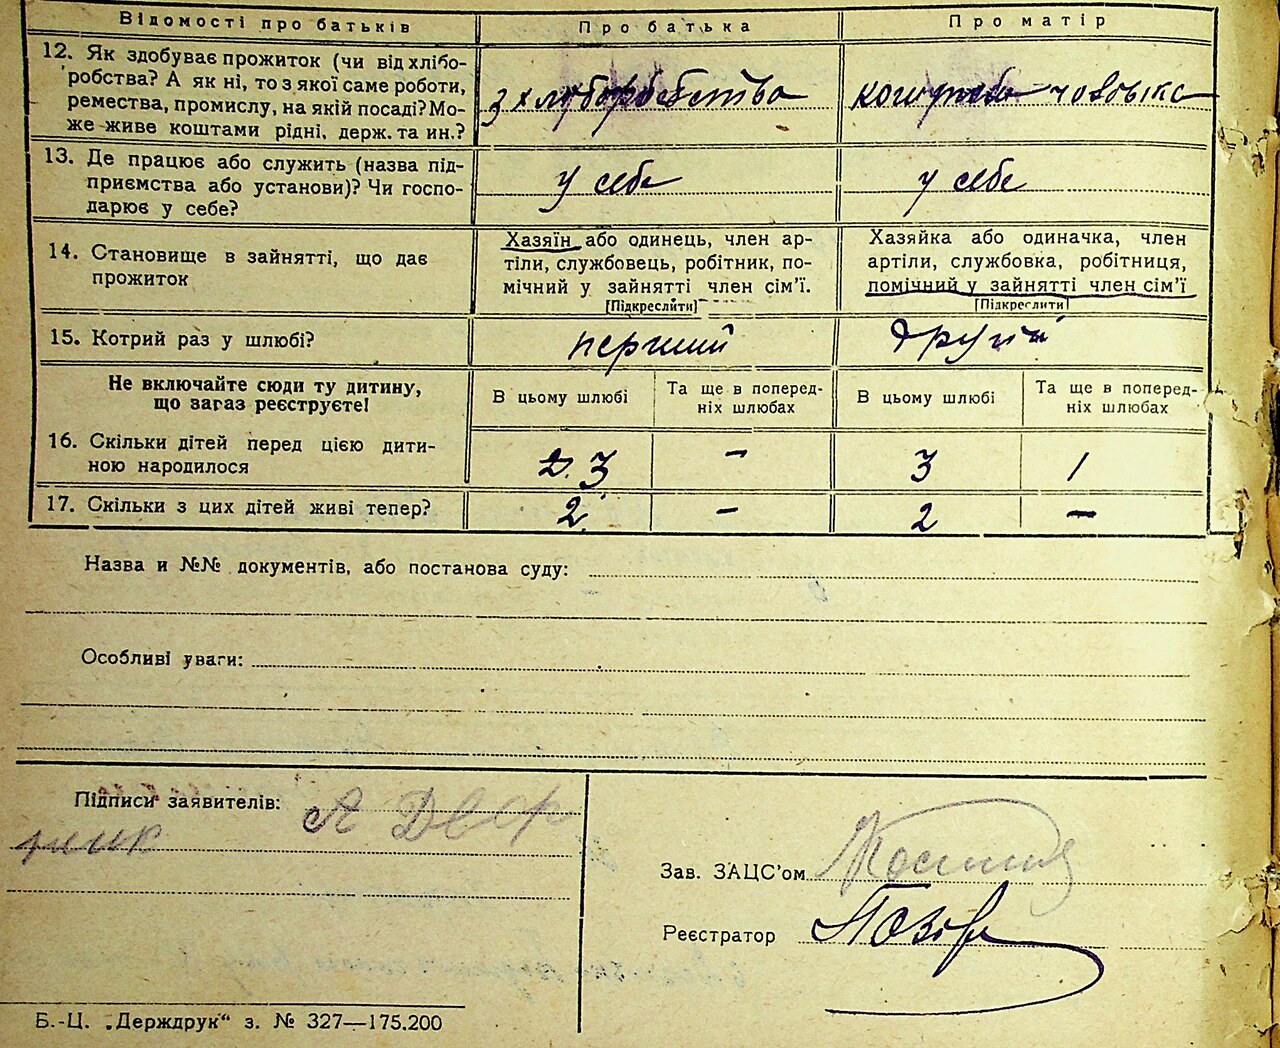 Відомості про батьків Про батька Про матір
12. Як здобуває прожиток (чи від хлібо-
робства? А як ні, то з якої саме роботи,
ремества, промислу, на якій посаді? Мо-
же живе коштами рідні, держ. та ин.?
з хліборобства коштами чоловіка
13. Де працює або служить (назва під-
приємства або установи)? Чи госпо-
дарює у себе?
у себе у себе
14. Становище в зайнятті, що дає
прожиток
Хазяїн або одинець, член ар-
тіли, службовець, робітник, по-
мічний у зайнятті член сім'ї.
[Підкреслити]
Хазяйка або одиначка, член
артіли, службовка, робітниця,
помічний у зайнятті член сім'ї
[Підкреслити]
15. Котрий раз у шлюбі? перший другий
Не включайте сюди ту дитину,
що загаз реєструєте!
В цьому шлюбі
Та ще в поперед-
ніх шлюбах
В цьому шлюбі
Та ще в поперед-
ніх шлюбах
16. Скільки дітей перед цією дити-
ною народилося
2. 3 – 3 1
17. Скільки з цих дітей живі тепер? 2 – 2 –
Назва и №№ документів, або постанова суду:
Особливі уваги:
Підписи заявителів: А Двор
ник
Зав. ЗАЦС'ом
Реєстратор
Б.-Ц. „Держдрук“ з. № 327—175.200